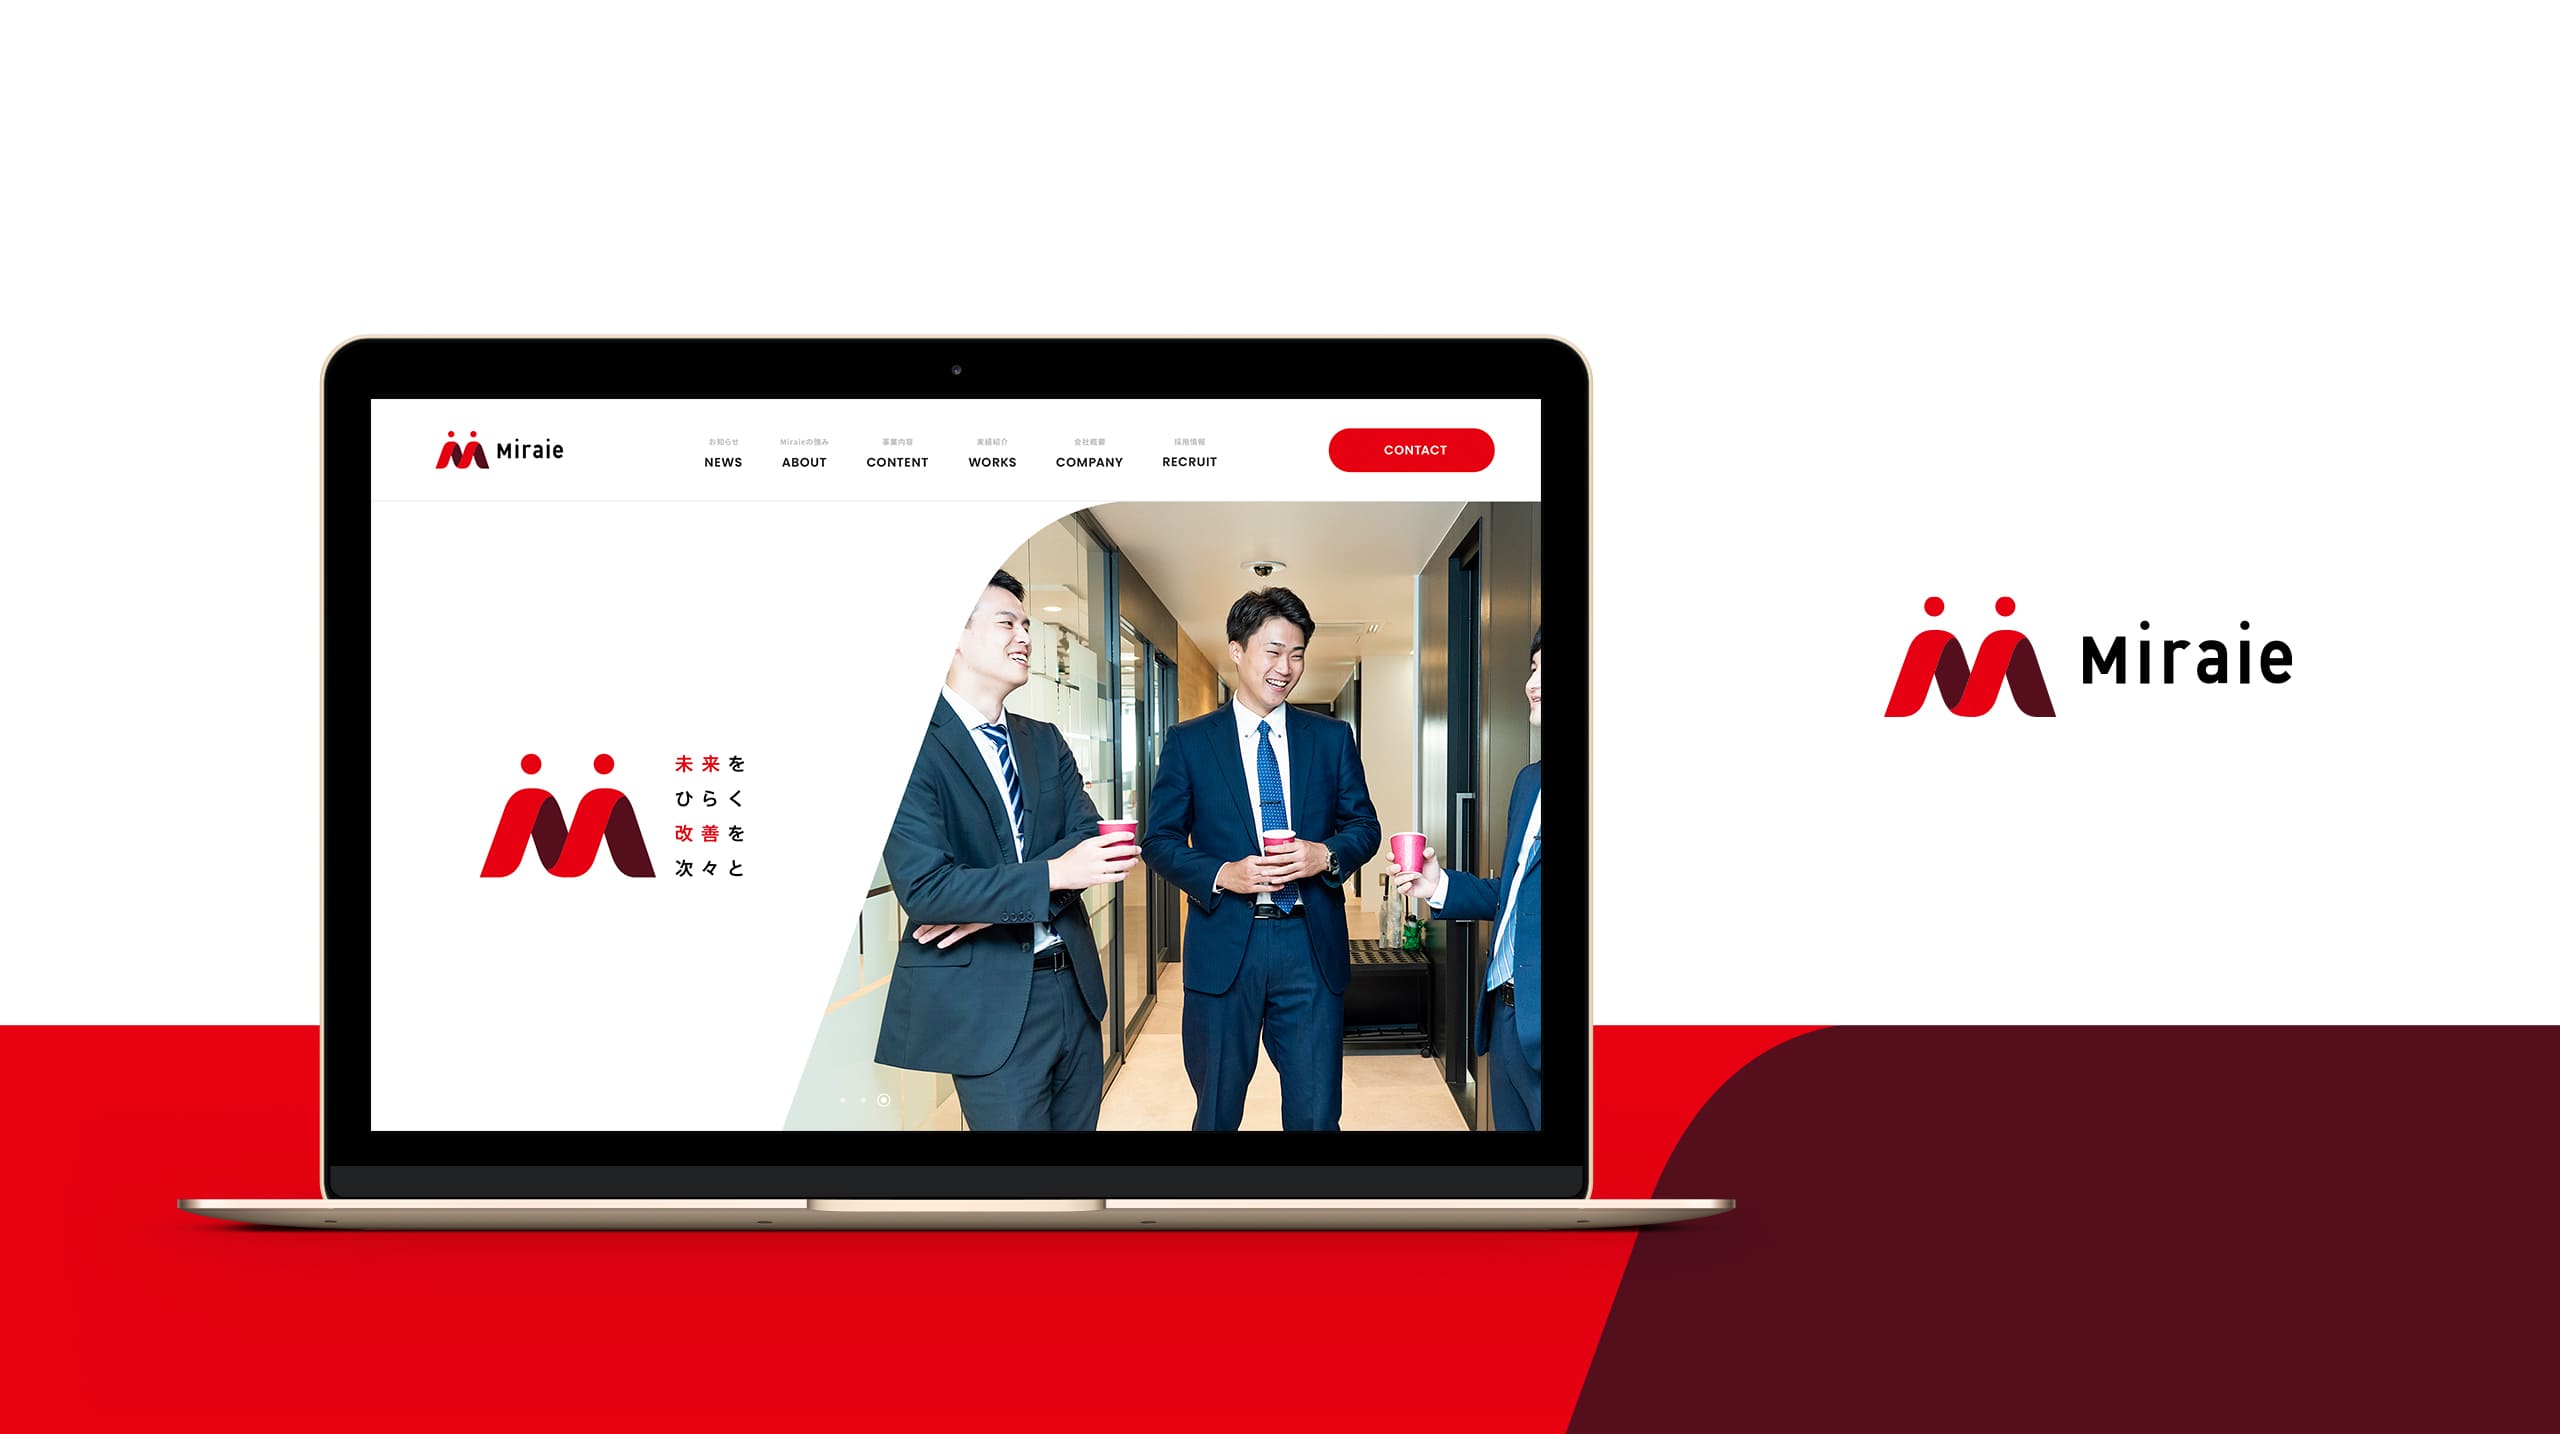 Miraie
お知らせ
NEWS
Miraieの強み
ABOUT
事業内容
CONTENT
実績紹介
WORKS
会社概要
COMPANY
採用情報
RECRUIT
CONTACT
未来を
ひらく
改善を
次々と
Miraie